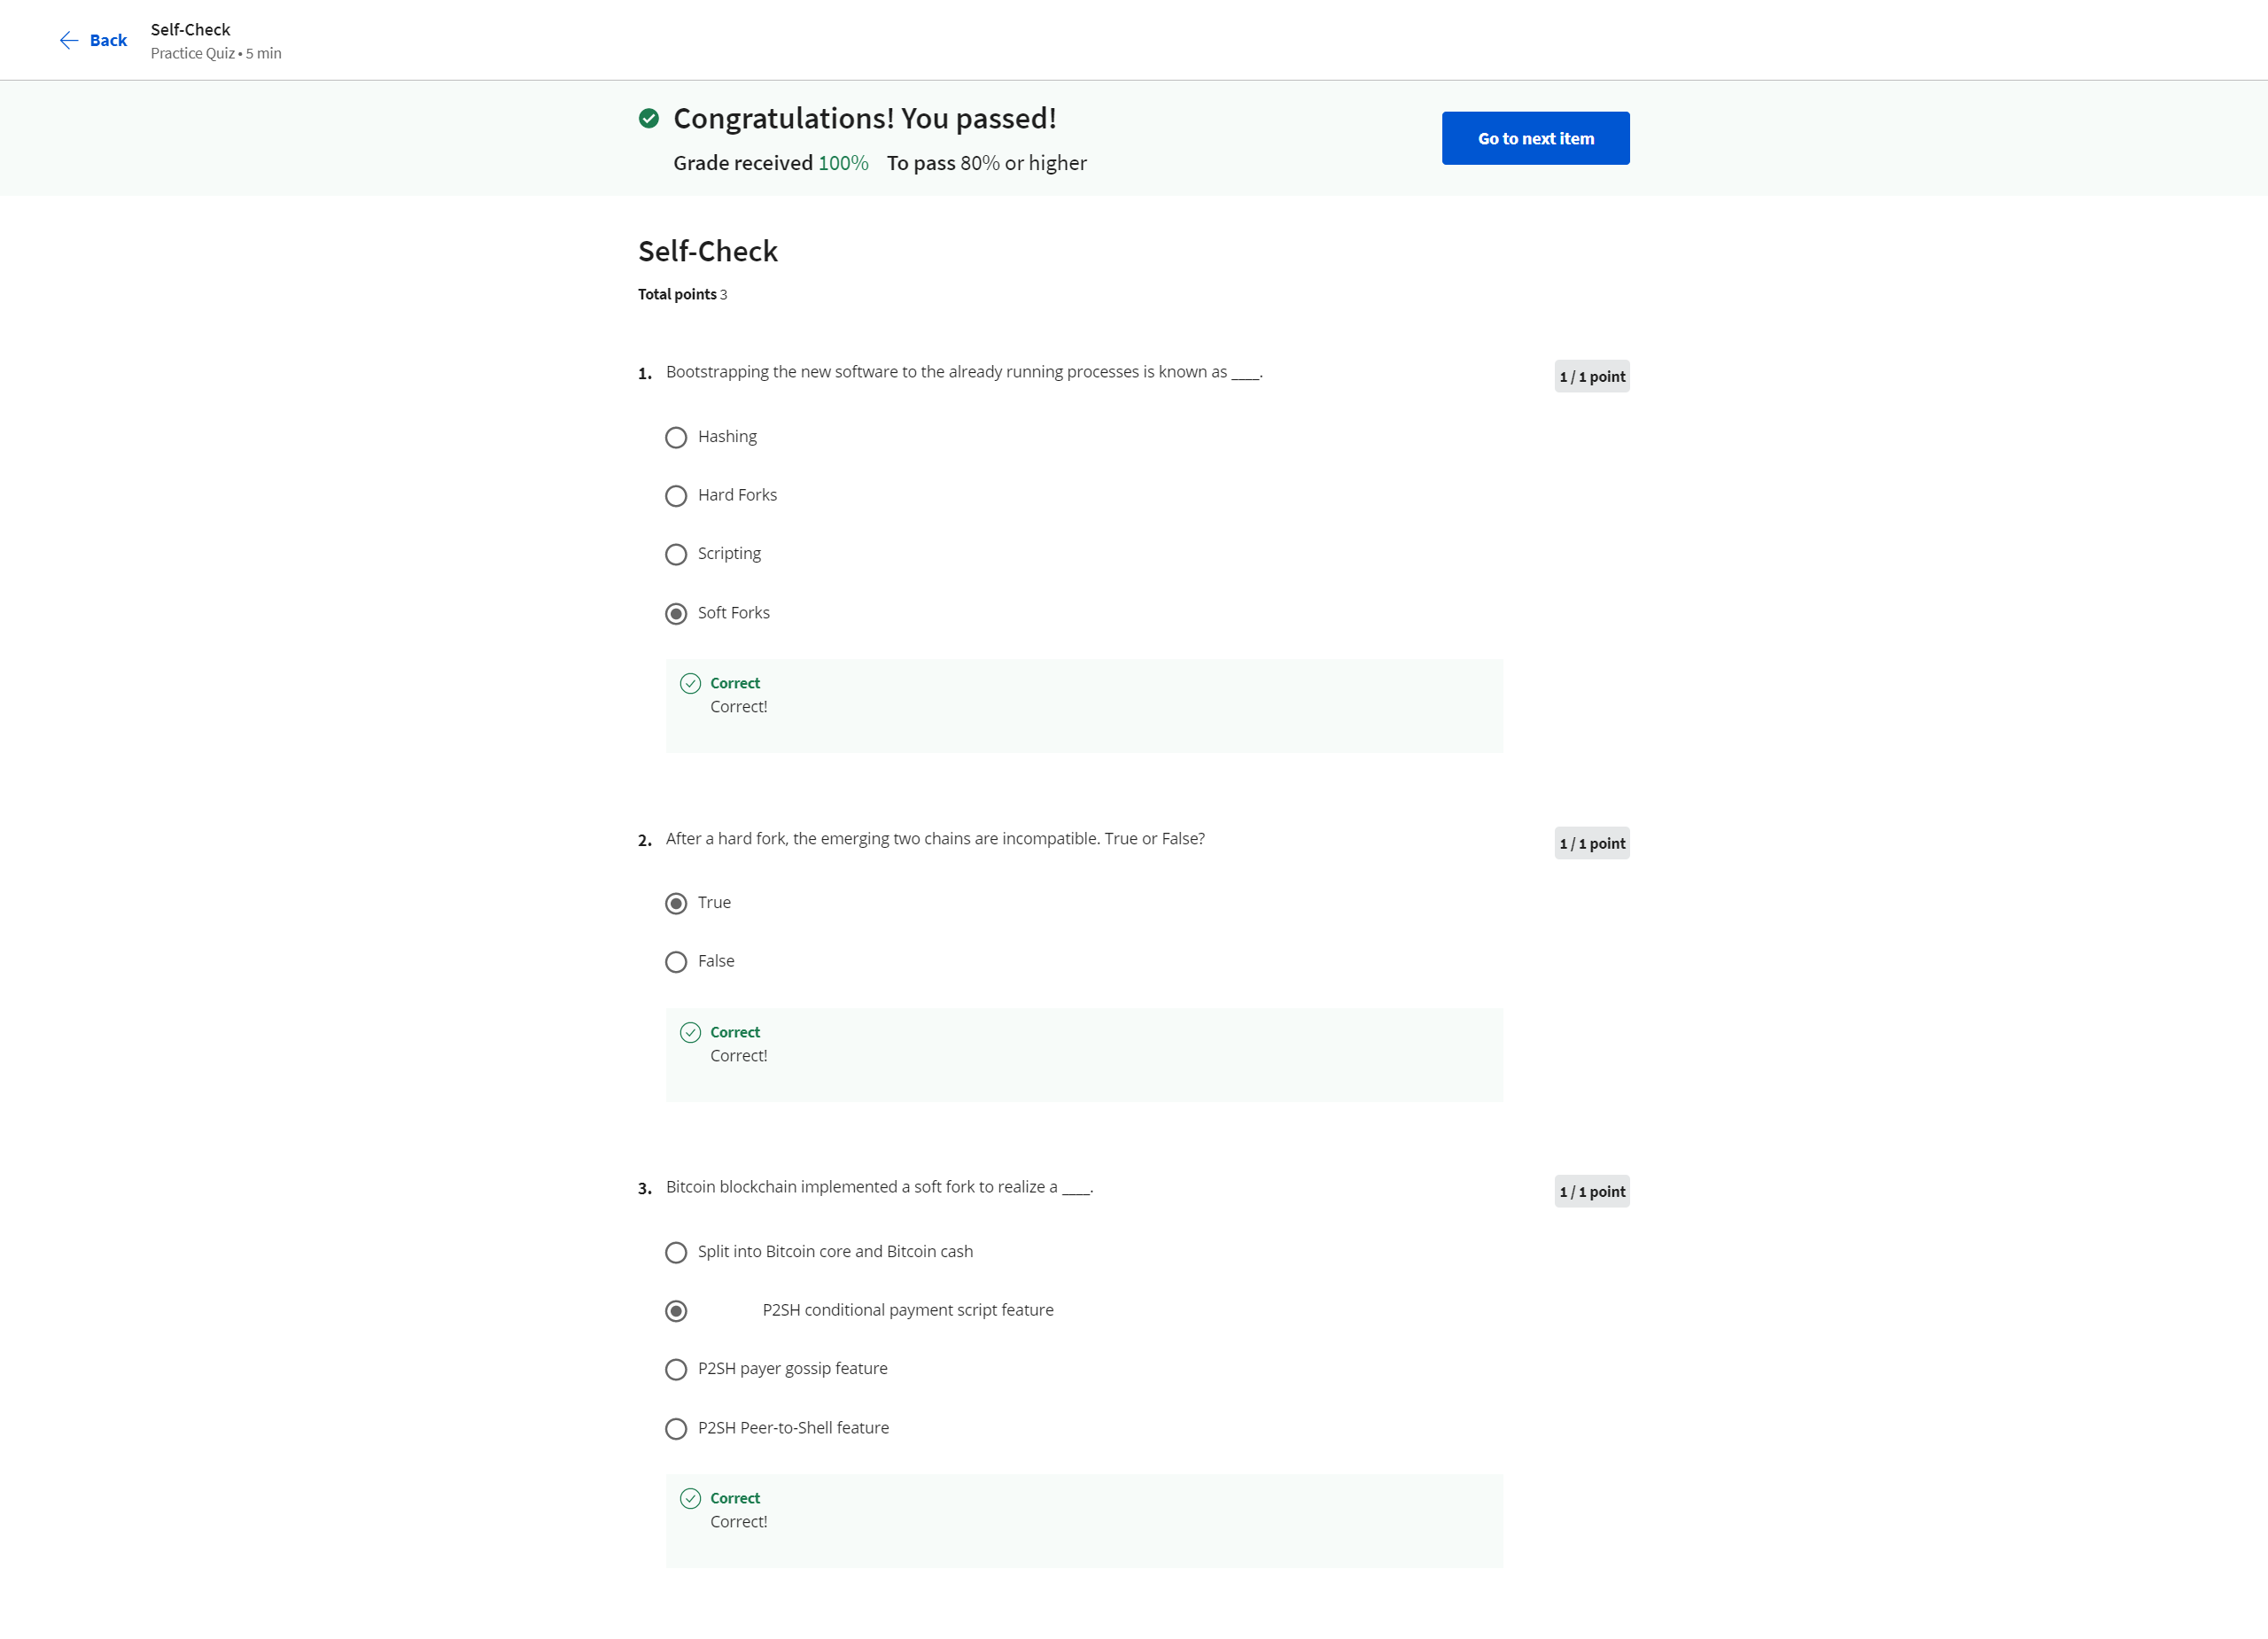 Back
Self-Check
Practice Quiz • 5 min
Congratulations! You passed!
Grade received 100% To pass 80% or higher
Go to next item
Self-Check
Total points 3
1. Bootstrapping the new software to the already running processes is known as ____.
1 / 1 point
Hashing
Hard Forks
Scripting
Soft Forks
Correct
Correct!
2. After a hard fork, the emerging two chains are incompatible. True or False?
1 / 1 point
True
False
Correct
Correct!
3. Bitcoin blockchain implemented a soft fork to realize a ____.
1 / 1 point
Split into Bitcoin core and Bitcoin cash
P2SH conditional payment script feature
P2SH payer gossip feature
P2SH Peer-to-Shell feature
Correct
Correct!